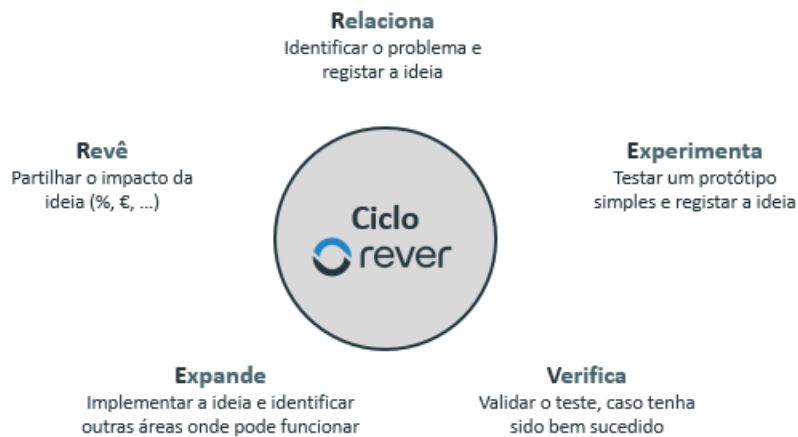 Relaciona
Identificar o problema e
registar a ideia
Experimenta
Testar um protótipo
simples e registar a ideia
Verifica
Validar o teste, caso tenha
sido bem sucedido
Expande
Implementar a ideia e identificar
outras áreas onde pode funcionar
Revê
Partilhar o impacto da
ideia (%, €, ...)
Ciclo
rever